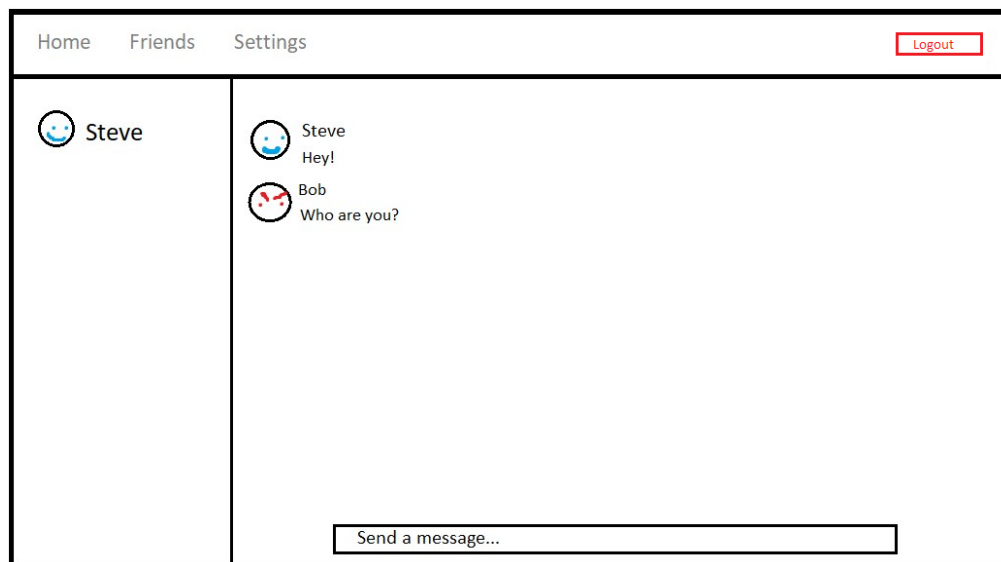 Home Friends Settings Logout
Steve
Steve
Hey!
Bob
Who are you?
Send a message...